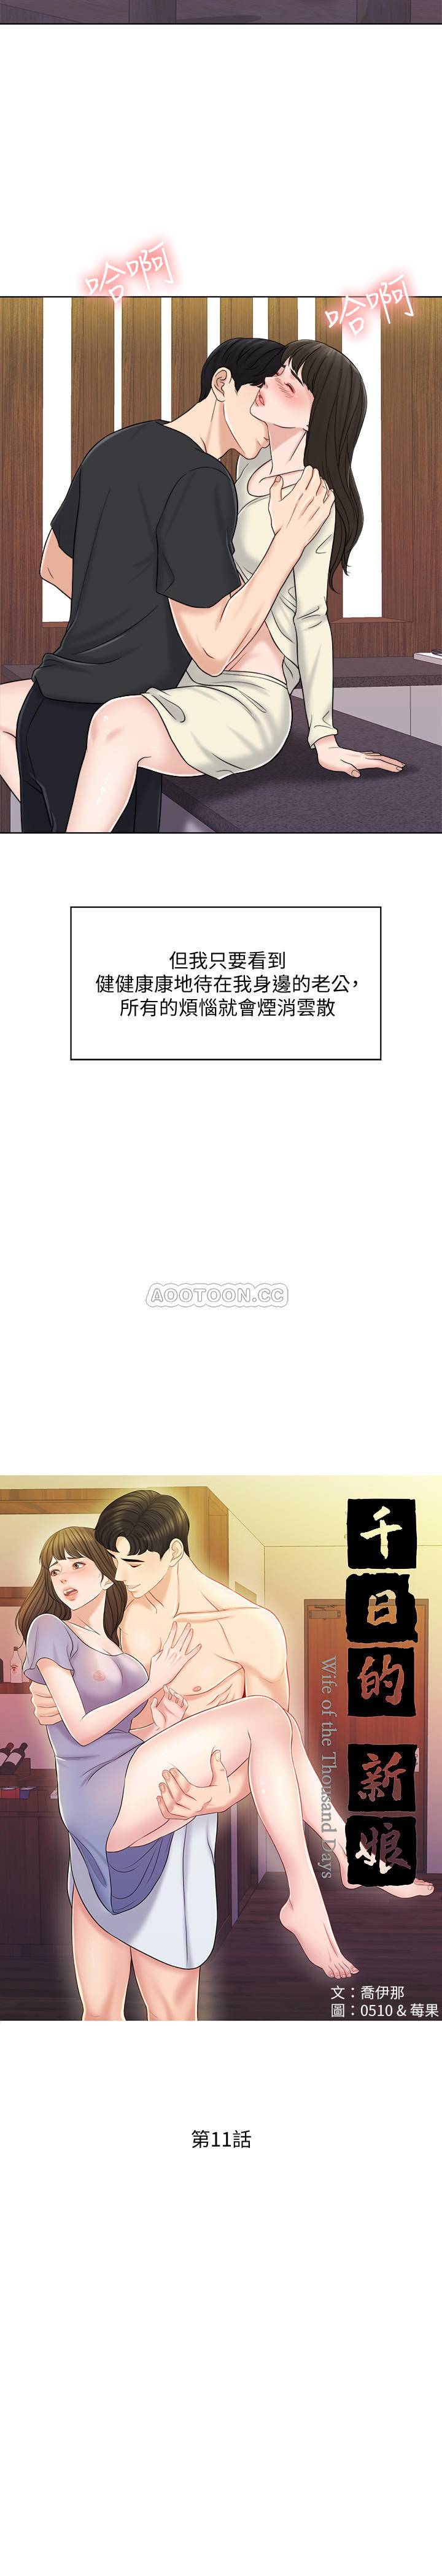 哈啊
哈啊
但我只要看到
健健康康地待在我身邊的老公，
所有的煩惱就會煙消雲散
AOOTOON.CC
千日的新娘
Wife of the Thousand Days
文：喬伊那
圖：0510 & 莓果
第11話